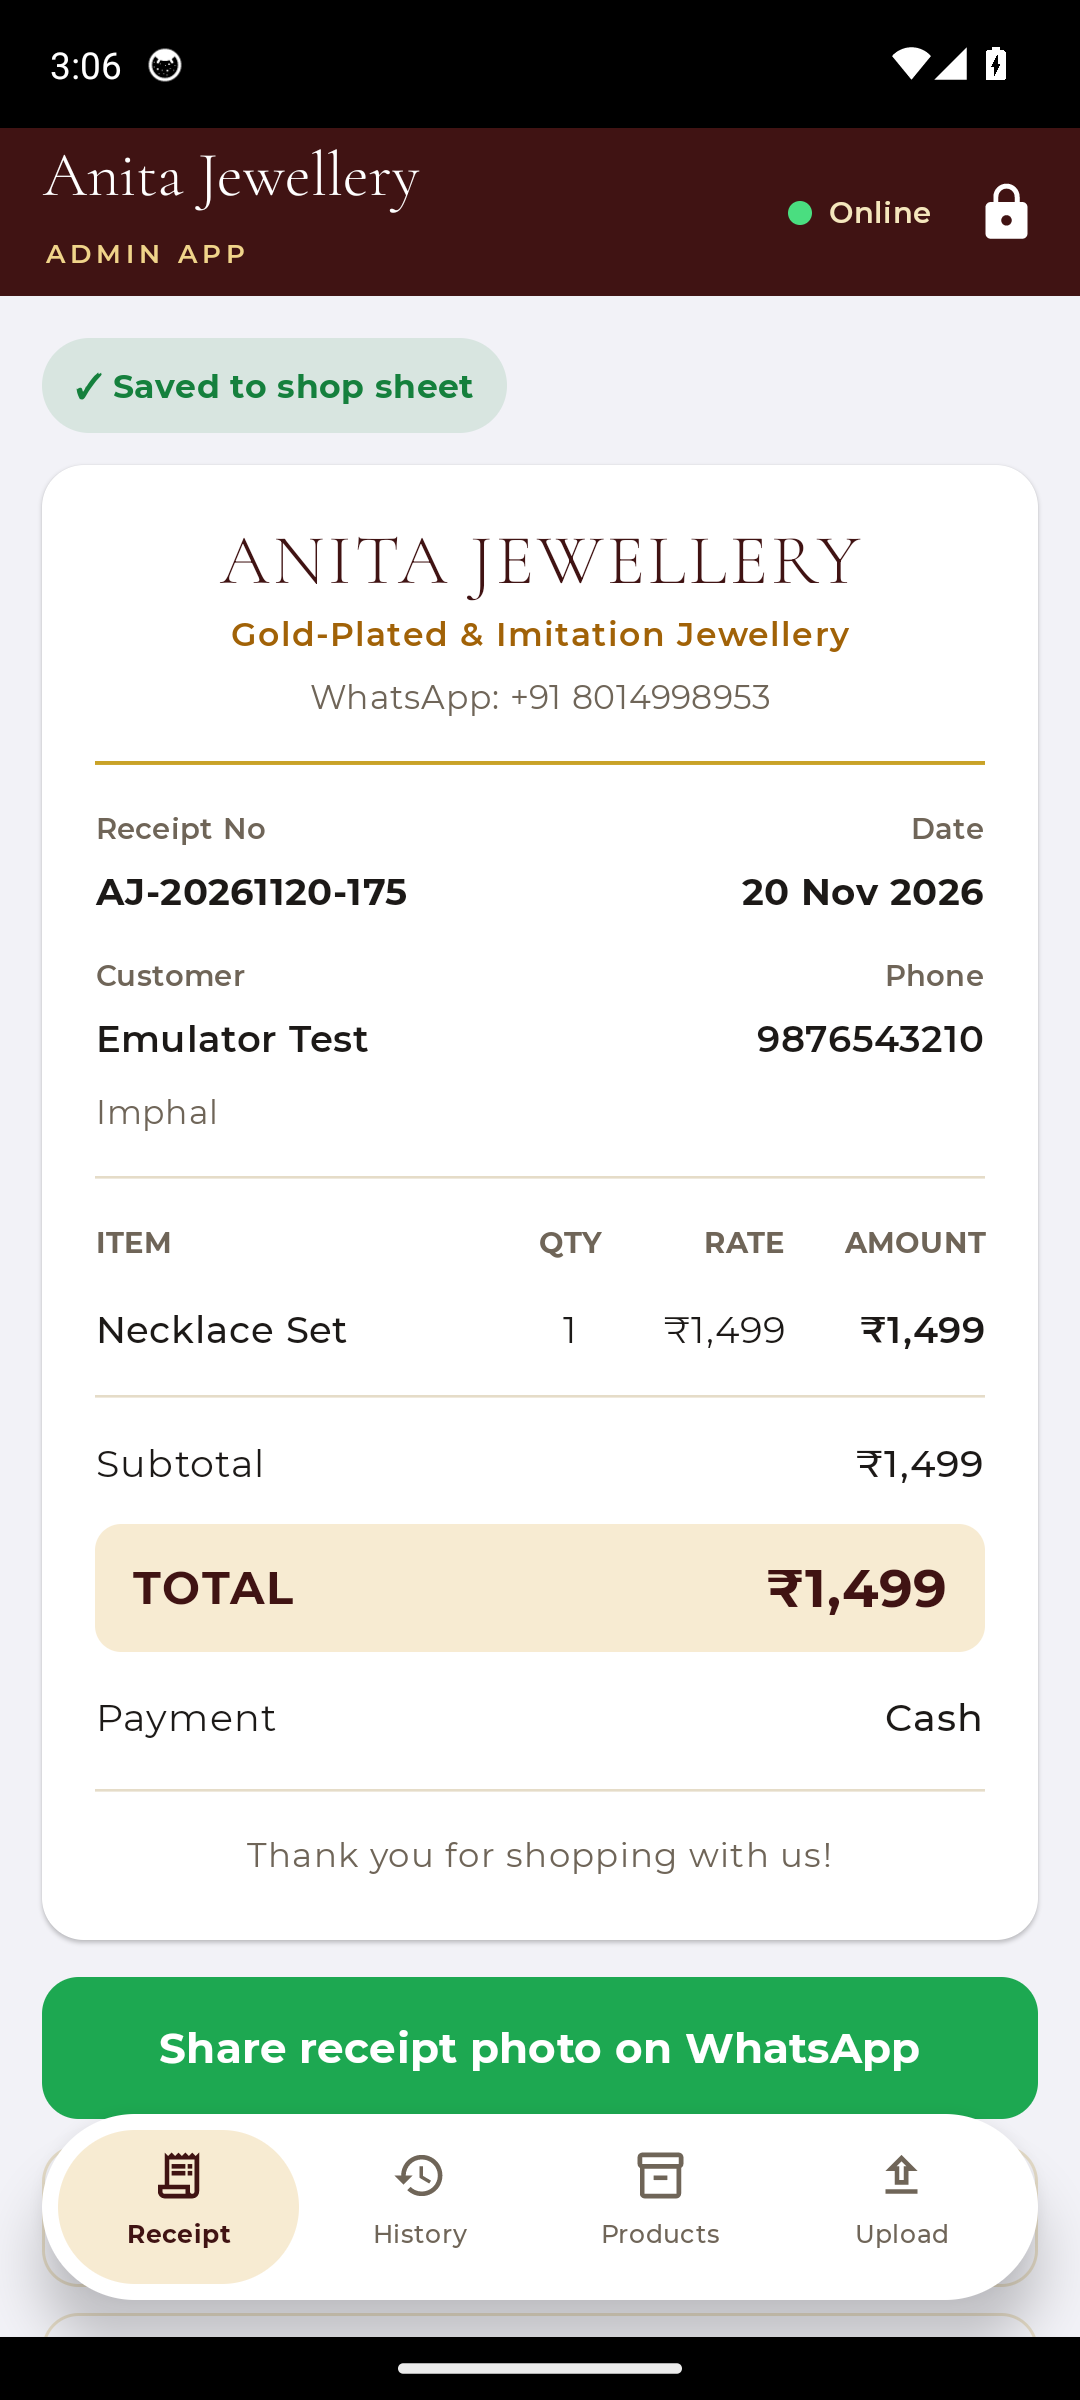 3:06
Anita Jewellery
ADMIN APP
Online
✓ Saved to shop sheet
ANITA JEWELLERY
Gold-Plated & Imitation Jewellery
WhatsApp: +91 8014998953
Receipt No Date
AJ-20261120-175 20 Nov 2026
Customer Phone
Emulator Test 9876543210
Imphal
ITEM QTY RATE AMOUNT
Necklace Set 1 ₹1,499 ₹1,499
Subtotal ₹1,499
TOTAL ₹1,499
Payment Cash
Thank you for shopping with us!
Share receipt photo on WhatsApp
Receipt History Products Upload